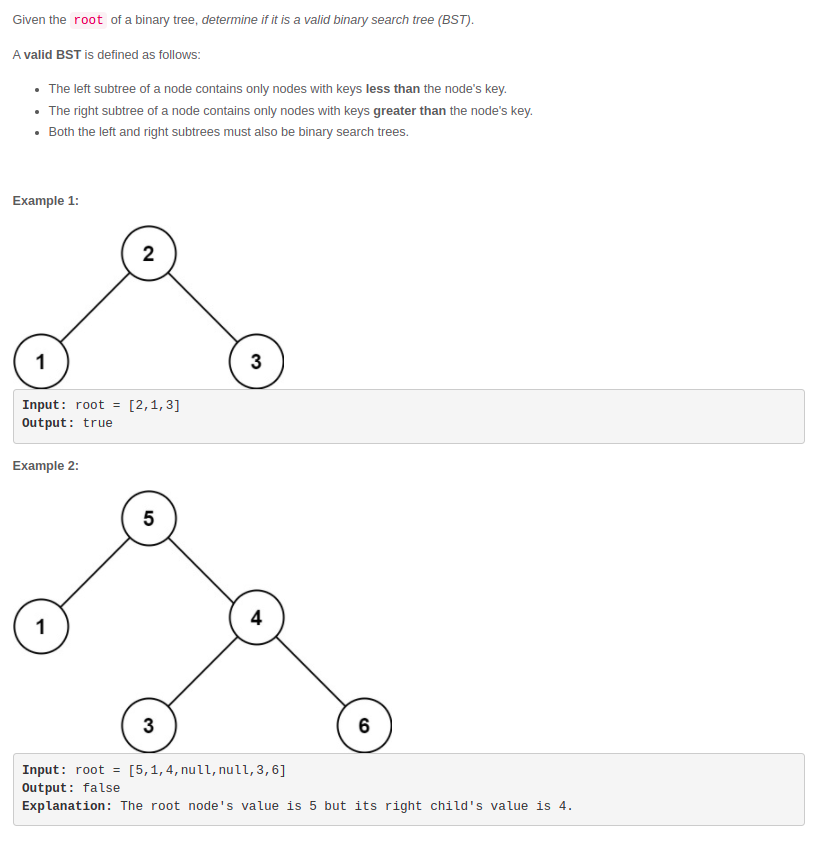 Given the root of a binary tree, determine if it is a valid binary search tree (BST).
A valid BST is defined as follows:
• The left subtree of a node contains only nodes with keys less than the node's key.
• The right subtree of a node contains only nodes with keys greater than the node's key.
• Both the left and right subtrees must also be binary search trees.
Example 1:
2
1 3
Input: root = [2,1,3]
Output: true
Example 2:
5
4
1
3 6
Input: root = [5,1,4,null,null,3,6]
Output: false
Explanation: The root node's value is 5 but its right child's value is 4.